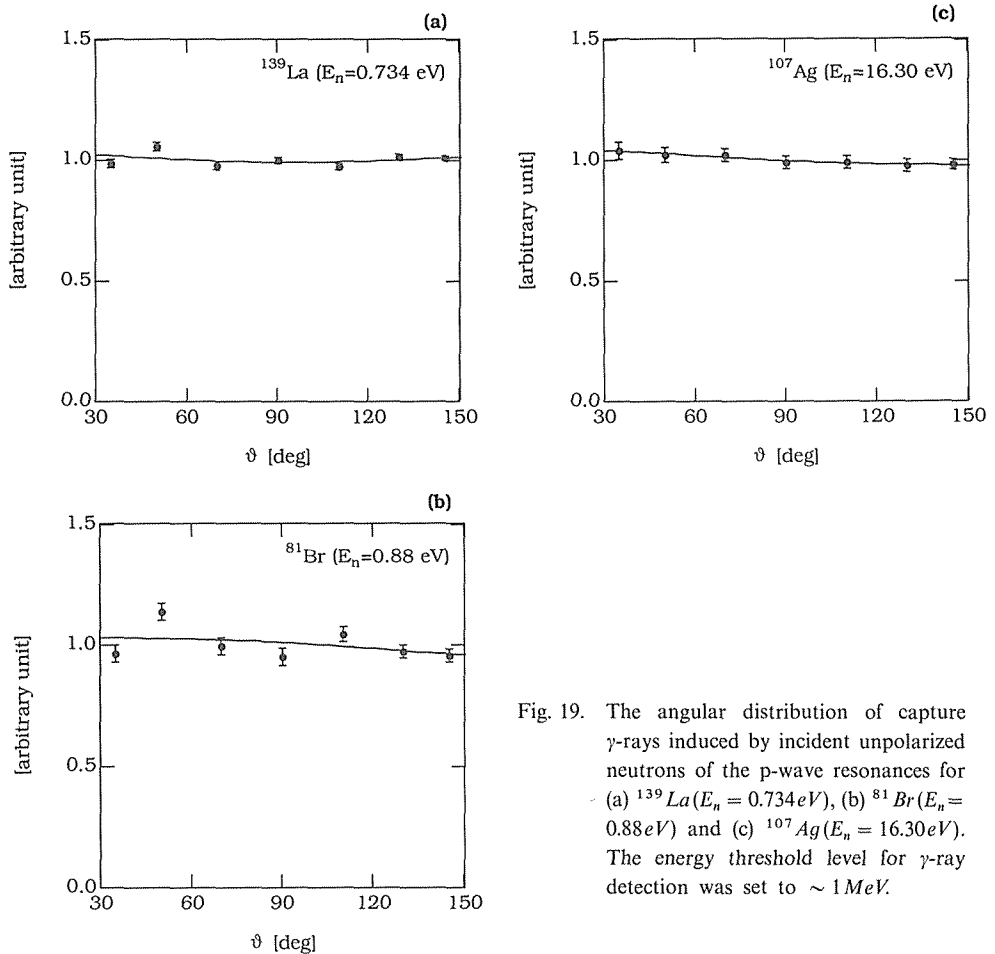 (a)
1.5
¹³⁹La (Eₙ=0.734 eV)
1.0
0.5
0.0
30 60 90 120 150
[arbitrary unit]
ϑ [deg]
(c)
1.5
¹⁰⁷Ag (Eₙ=16.30 eV)
1.0
0.5
0.0
30 60 90 120 150
[arbitrary unit]
ϑ [deg]
(b)
1.5
⁸¹Br (Eₙ=0.88 eV)
1.0
0.5
0.0
30 60 90 120 150
[arbitrary unit]
ϑ [deg]
Fig. 19. The angular distribution of capture
γ-rays induced by incident unpolarized
neutrons of the p-wave resonances for
(a) ¹³⁹La(Eₙ = 0.734eV), (b) ⁸¹Br(Eₙ =
0.88eV) and (c) ¹⁰⁷Ag(Eₙ = 16.30eV).
The energy threshold level for γ-ray
detection was set to ~ 1MeV.